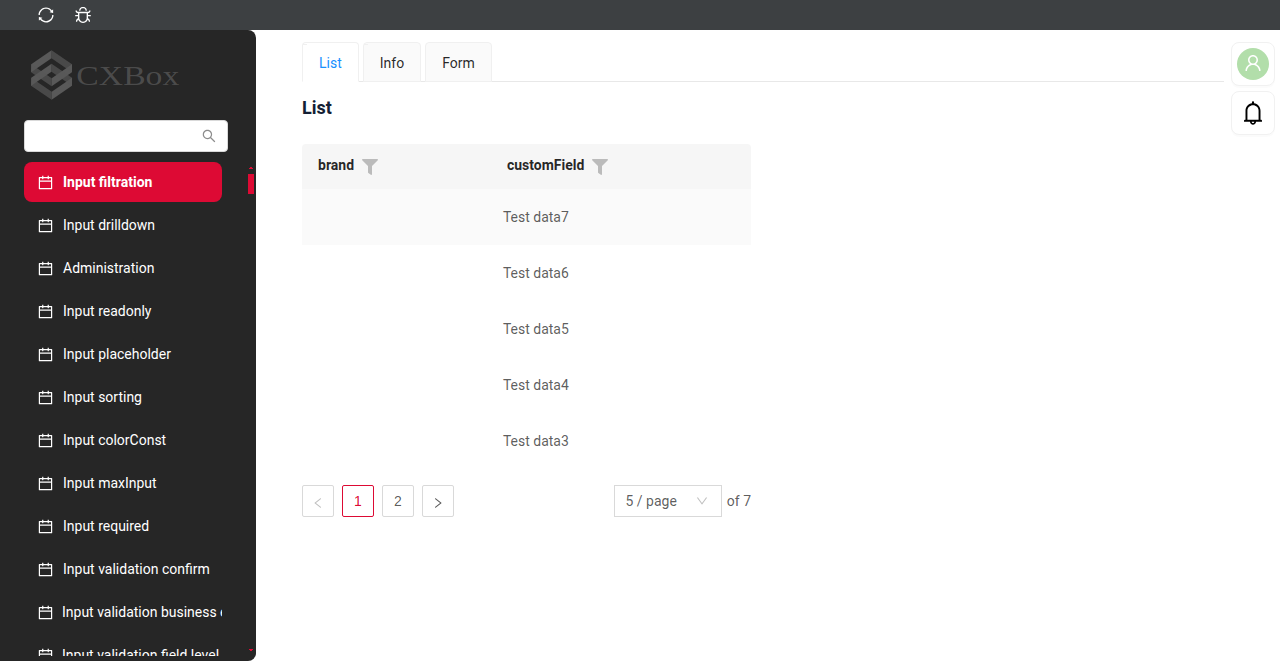 CXBox
Input filtration
Input drilldown
Administration
Input readonly
Input placeholder
Input sorting
Input colorConst
Input maxInput
Input required
Input validation confirm
Input validation business
Input validation field level
List Info Form
List
brand customField
Test data7
Test data6
Test data5
Test data4
Test data3
< 1 2 > 5 / page of 7